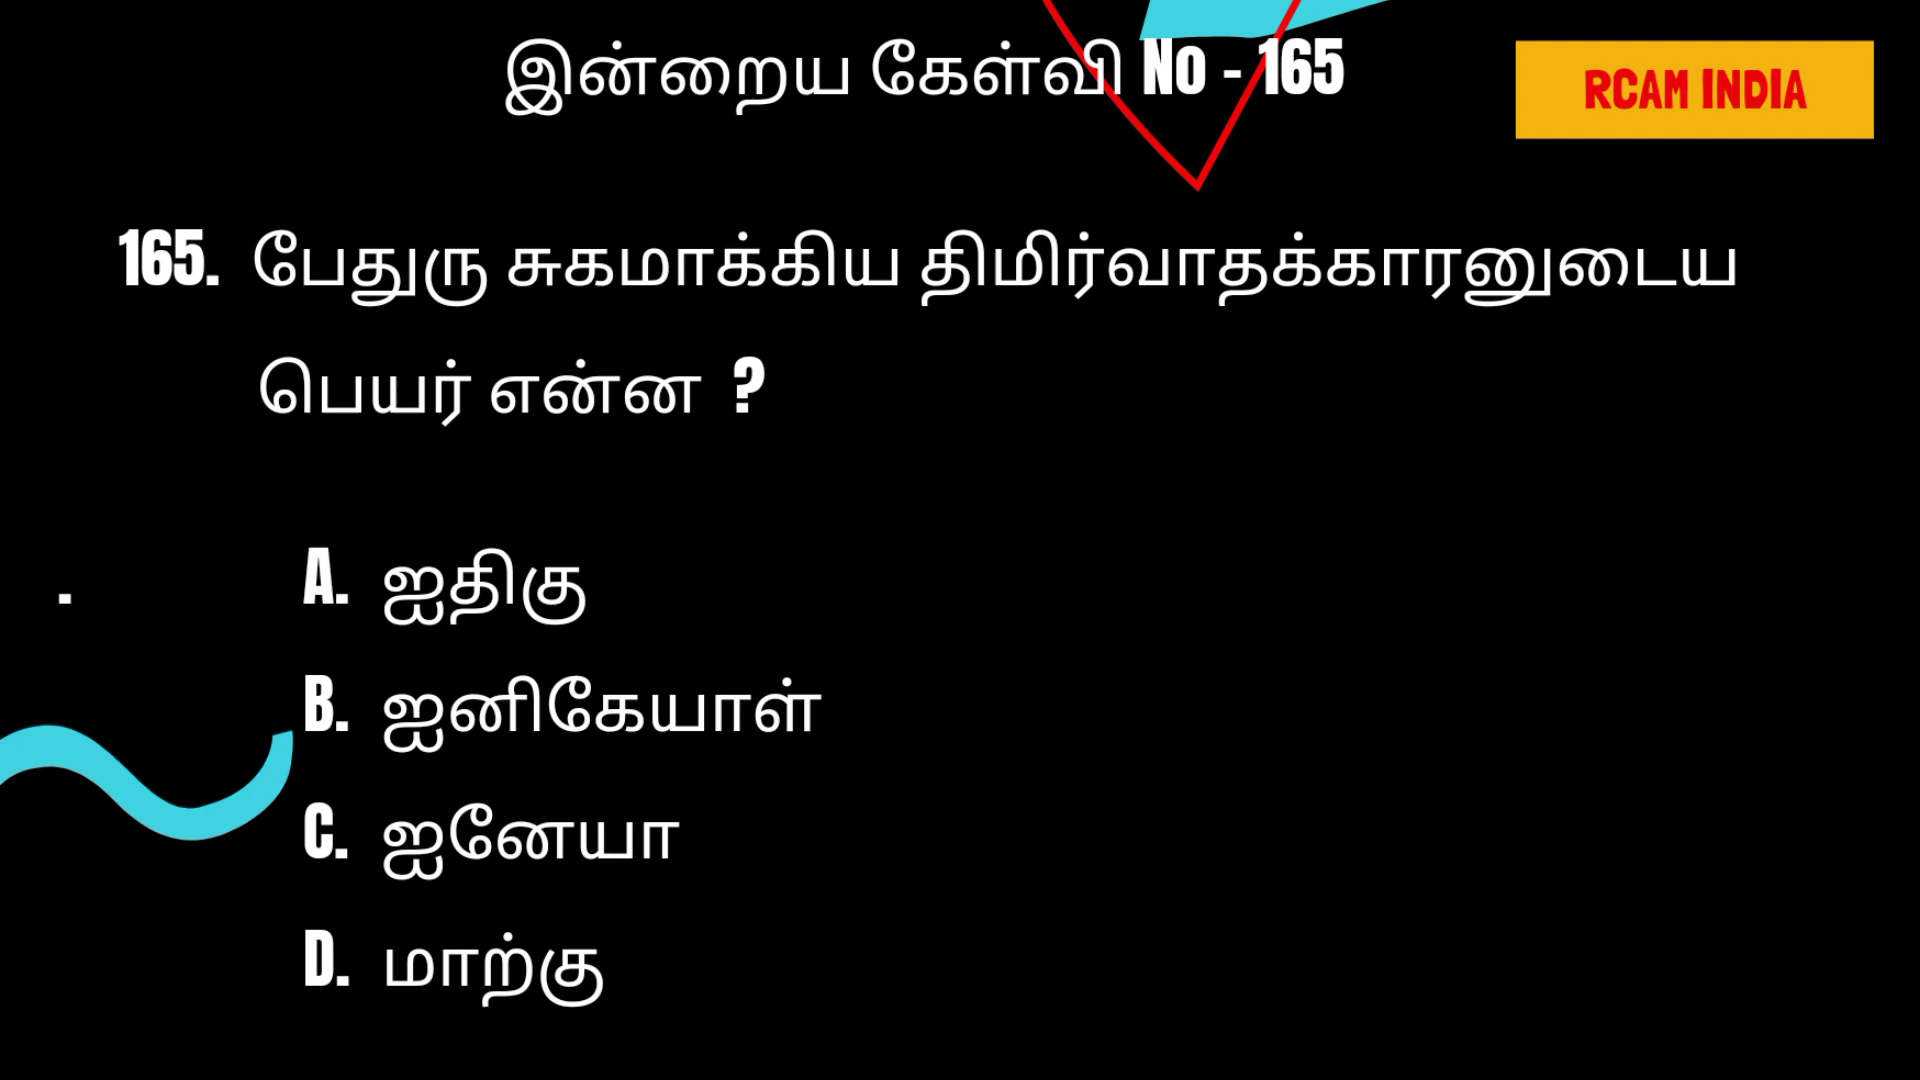 இன்றைய கேள்வி No - 165
RCAM INDIA
165. பேதுரு சுகமாக்கிய திமிர்வாதக்காரனுடைய
பெயர் என்ன ?
. A. ஐதிகு
B. ஐனிகேயாள்
C. ஐனேயா
D. மாற்கு